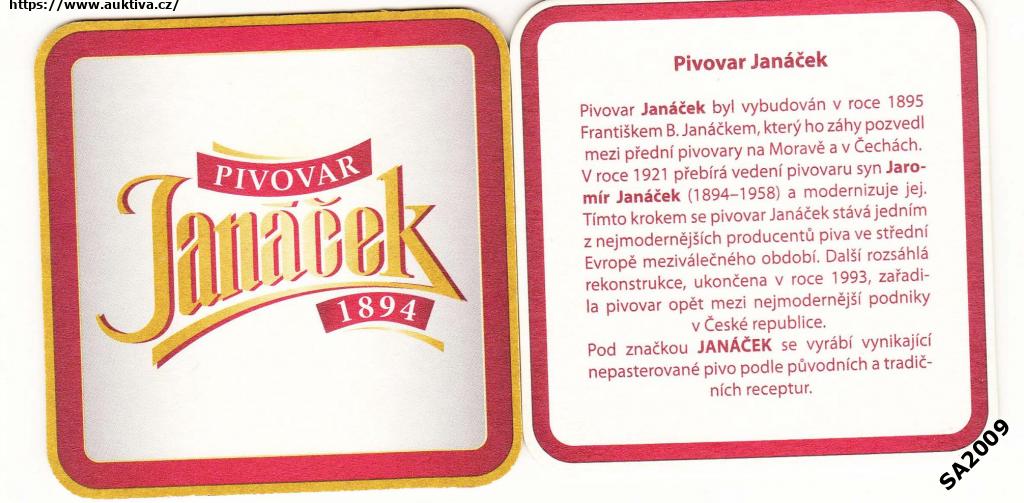 https://www.auktiva.cz/
PIVOVAR
Janáček
1894
Pivovar Janáček
Pivovar Janáček byl vybudován v roce 1895
Františkem B. Janáčkem, který ho záhy pozvedl
mezi přední pivovary na Moravě a v Čechách.
V roce 1921 přebírá vedení pivovaru syn Jaro-
mír Janáček (1894–1958) a modernizuje jej.
Tímto krokem se pivovar Janáček stává jedním
z nejmodernějších producentů piva ve střední
Evropě meziválečného období. Další rozsáhlá
rekonstrukce, ukončena v roce 1993, zařadi-
la pivovar opět mezi nejmodernější podniky
v České republice.
Pod značkou JANÁČEK se vyrábí vynikající
nepasterované pivo podle původních a tradič-
ních receptur.
SA2009